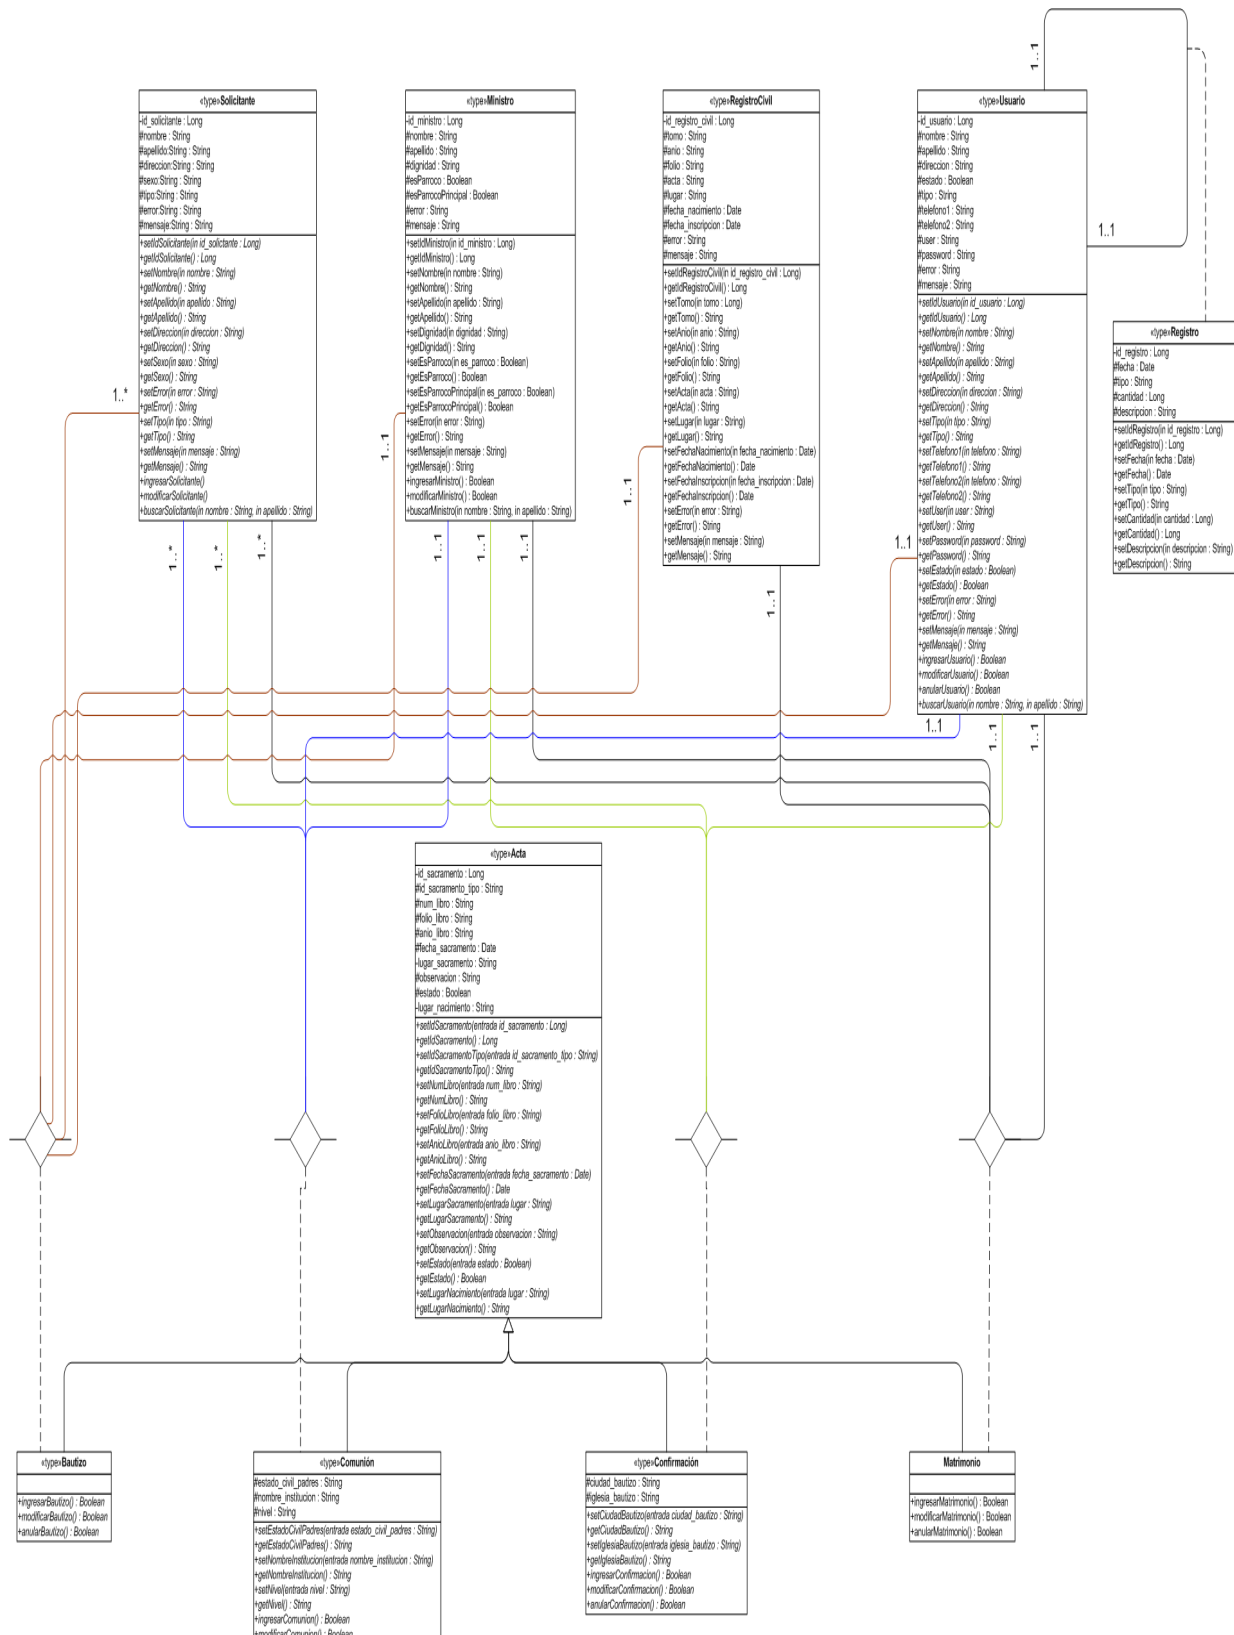 1..1
«type»Solicitante
-id_solicitante : Long
#nombre : String
#apellido:String : String
#direccion:String : String
#sexo:String : String
#tipo:String : String
#error:String : String
#mensaje:String : String
+setIdSolicitante(in id_solictante : Long)
+getIdSolicitante() : Long
+setNombre(in nombre : String)
+getNombre() : String
+setApellido(in apellido : String)
+getApellido() : String
+setDireccion(in direccion : String)
+getDireccion() : String
+setSexo(in sexo : String)
+getSexo() : String
+setError(in error : String)
+getError() : String
+setTipo(in tipo : String)
+getTipo() : String
+setMensaje(in mensaje : String)
+getMensaje() : String
+ingresarSolicitante()
+modificarSolicitante()
+buscarSolicitante(in nombre : String, in apellido : String)
«type»Ministro
-id_ministro : Long
#nombre : String
#apellido : String
#dignidad : String
#esParroco : Boolean
#esParrocoPrincipal : Boolean
#error : String
#mensaje : String
+setIdMinistro(in id_ministro : Long)
+getIdMinistro() : Long
+setNombre(in nombre : String)
+getNombre() : String
+setApellido(in apellido : String)
+getApellido() : String
+setDignidad(in dignidad : String)
+getDignidad() : String
+setEsParroco(in es_parroco : Boolean)
+getEsParroco() : Boolean
+setEsParrocoPrincipal(in es_parroco : Boolean)
+getEsParrocoPrincipal() : Boolean
+setError(in error : String)
+getError() : String
+setMensaje(in mensaje : String)
+getMensaje() : String
+ingresarMinistro() : Boolean
+modificarMinistro() : Boolean
+buscarMinistro(in nombre : String, in apellido : String)
«type»RegistroCivil
-id_registro_civil : Long
#tomo : String
#anio : String
#folio : String
#acta : String
#lugar : String
#fecha_nacimiento : Date
#fecha_inscripcion : Date
#error : String
#mensaje : String
+setIdRegistroCivil(in id_registro_civil : Long)
+getIdRegistroCivil() : Long
+setTomo(in tomo : Long)
+getTomo() : String
+setAnio(in anio : String)
+getAnio() : String
+setFolio(in folio : String)
+getFolio() : String
+setActa(in acta : String)
+getActa() : String
+setLugar(in lugar : String)
+getLugar() : String
+setFechaNacimiento(in fecha_nacimiento : Date)
+getFechaNacimiento() : Date
+setFechaInscripcion(in fecha_inscripcion : Date)
+getFechaInscripcion() : Date
+setError(in error : String)
+getError() : String
+setMensaje(in mensaje : String)
+getMensaje() : String
«type»Usuario
-id_usuario : Long
#nombre : String
#apellido : String
#direccion : String
#estado : Boolean
#tipo : String
#telefono1 : String
#telefono2 : String
#user : String
#password : String
#error : String
#mensaje : String
+setIdUsuario(in id_usuario : Long)
+getIdUsuario() : Long
+setNombre(in nombre : String)
+getNombre() : String
+setApellido(in apellido : String)
+getApellido() : String
+setDireccion(in direccion : String)
+getDireccion() : String
+setTipo(in tipo : String)
+getTipo() : String
+setTelefono1(in telefono : String)
+getTelefono1() : String
+setTelefono2(in telefono : String)
+getTelefono2() : String
+setUser(in user : String)
+getUser() : String
+setPassword(in password : String)
+getPassword() : String
+setEstado(in estado : Boolean)
+getEstado() : Boolean
+setError(in error : String)
+getError() : String
+setMensaje(in mensaje : String)
+getMensaje() : String
+ingresarUsuario() : Boolean
+modificarUsuario() : Boolean
+anularUsuario() : Boolean
+buscarUsuario(in nombre : String, in apellido : String)
1..1
«type»Registro
-id_registro : Long
#fecha : Date
#tipo : String
#cantidad : Long
#descripcion : String
+setIdRegistro(in id_registro : Long)
+getIdRegistro() : Long
+setFecha(in fecha : Date)
+getFecha() : Date
+setTipo(in tipo : String)
+getTipo() : String
+setCantidad(in cantidad : Long)
+getCantidad() : Long
+setDescripcion(in descripcion : String)
+getDescripcion() : String
1..*
1..1
1..1
1..1
1..*
1..*
1..*
1..1
1..1
1..1
1..1
1..1
1..1
1..1
«type»Acta
-id_sacramento : Long
#id_sacramento_tipo : String
#num_libro : String
#folio_libro : String
#anio_libro : String
#fecha_sacramento : Date
-lugar_sacramento : String
#observacion : String
#estado : Boolean
-lugar_nacimiento : String
+setIdSacramento(entrada id_sacramento : Long)
+getIdSacramento() : Long
+setIdSacramentoTipo(entrada id_sacramento_tipo : String)
+getIdSacramentoTipo() : String
+setNumLibro(entrada num_libro : String)
+getNumLibro() : String
+setFolioLibro(entrada folio_libro : String)
+getFolioLibro() : String
+setAnioLibro(entrada anio_libro : String)
+getAnioLibro() : String
+setFechaSacramento(entrada fecha_sacramento : Date)
+getFechaSacramento() : Date
+setLugarSacramento(entrada lugar : String)
+getLugarSacramento() : String
+setObservacion(entrada observacion : String)
+getObservacion() : String
+setEstado(entrada estado : Boolean)
+getEstado() : Boolean
+setLugarNacimiento(entrada lugar : String)
+getLugarNacimiento() : String
«type»Bautizo
+ingresarBautizo() : Boolean
+modificarBautizo() : Boolean
+anularBautizo() : Boolean
«type»Comunión
#estado_civil_padres : String
#nombre_institucion : String
#nivel : String
+setEstadoCivilPadres(entrada estado_civil_padres : String)
+getEstadoCivilPadres() : String
+setNombreInstitucion(entrada nombre_institucion : String)
+getNombreInstitucion() : String
+setNivel(entrada nivel : String)
+getNivel() : String
+ingresarComunion() : Boolean
+modificarComunion() : Boolean
«type»Confirmación
#ciudad_bautizo : String
#iglesia_bautizo : String
+setCiudadBautizo(entrada ciudad_bautizo : String)
+getCiudadBautizo() : String
+setIglesiaBautizo(entrada iglesia_bautizo : String)
+getIglesiaBautizo() : String
+ingresarConfirmacion() : Boolean
+modificarConfirmacion() : Boolean
+anularConfirmacion() : Boolean
Matrimonio
+ingresarMatrimonio() : Boolean
+modificarMatrimonio() : Boolean
+anularMatrimonio() : Boolean